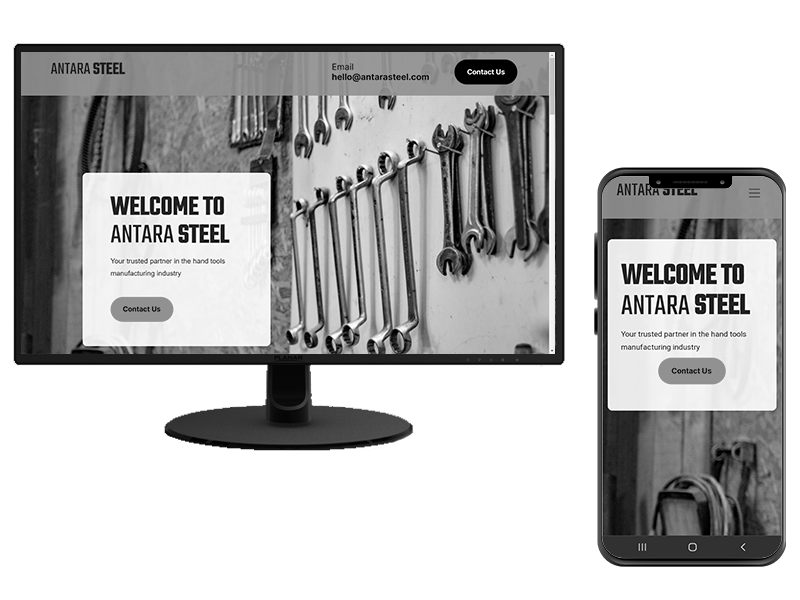 ANTARA STEEL
Email
hello@antarasteel.com
Contact Us
WELCOME TO
ANTARA STEEL
Your trusted partner in the hand tools
manufacturing industry
Contact Us
PLANAR
ANTARA STEEL
WELCOME TO
ANTARA STEEL
Your trusted partner in the hand tools
manufacturing industry
Contact Us